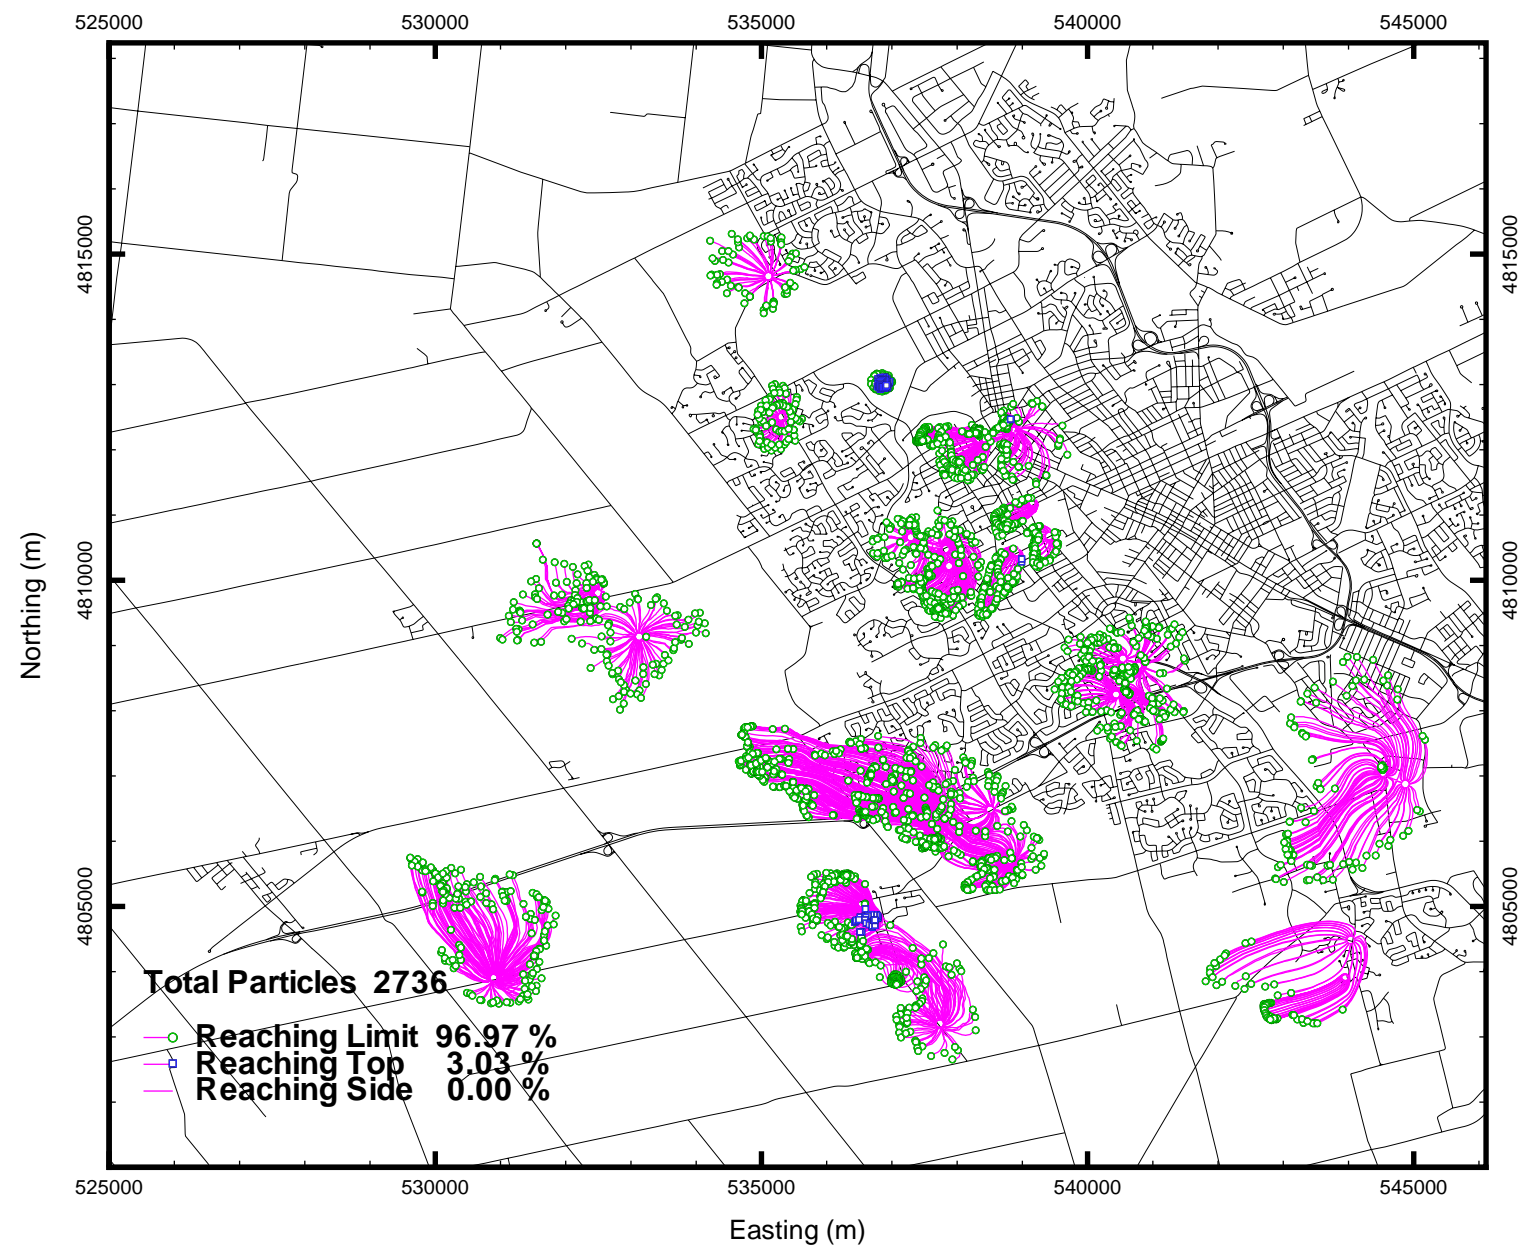 525000 530000 535000 540000 545000
4815000 4815000
4810000 4810000
4805000 4805000
Northing (m)
Total Particles 2736
Reaching Limit 96.97 %
Reaching Top 3.03 %
Reaching Side 0.00 %
525000 530000 535000 540000 545000
Easting (m)